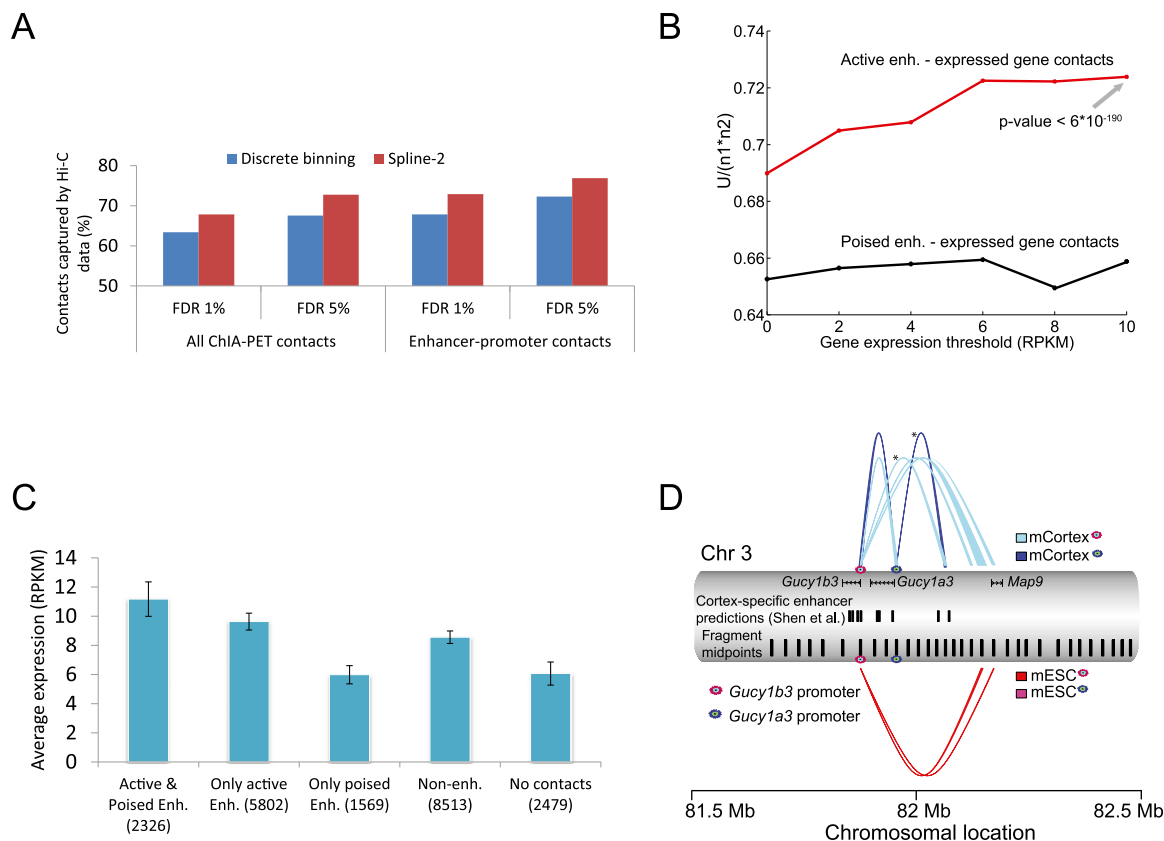 A
Discrete binning
Spline-2
Contacts captured by Hi-C
data (%)
80
70
60
50
FDR 1%
FDR 5%
FDR 1%
FDR 5%
All ChIA-PET contacts
Enhancer-promoter contacts
B
U/(n1*n2)
0.74
0.72
0.7
0.68
0.66
0.64
Active enh. - expressed gene contacts
p-value < 6*10-190
Poised enh. - expressed gene contacts
0 2 4 6 8 10
Gene expression threshold (RPKM)
C
Average expression (RPKM)
14
12
10
8
6
4
2
0
Active &
Poised Enh.
(2326)
Only active
Enh. (5802)
Only poised
Enh. (1569)
Non-enh.
(8513)
No contacts
(2479)
D
*
*
mCortex
mCortex
Chr 3
Gucy1b3
Gucy1a3
Map9
Cortex-specific enhancer
predictions (Shen et al.)
Fragment
midpoints
mESC
mESC
Gucy1b3 promoter
Gucy1a3 promoter
81.5 Mb
82 Mb
82.5 Mb
Chromosomal location